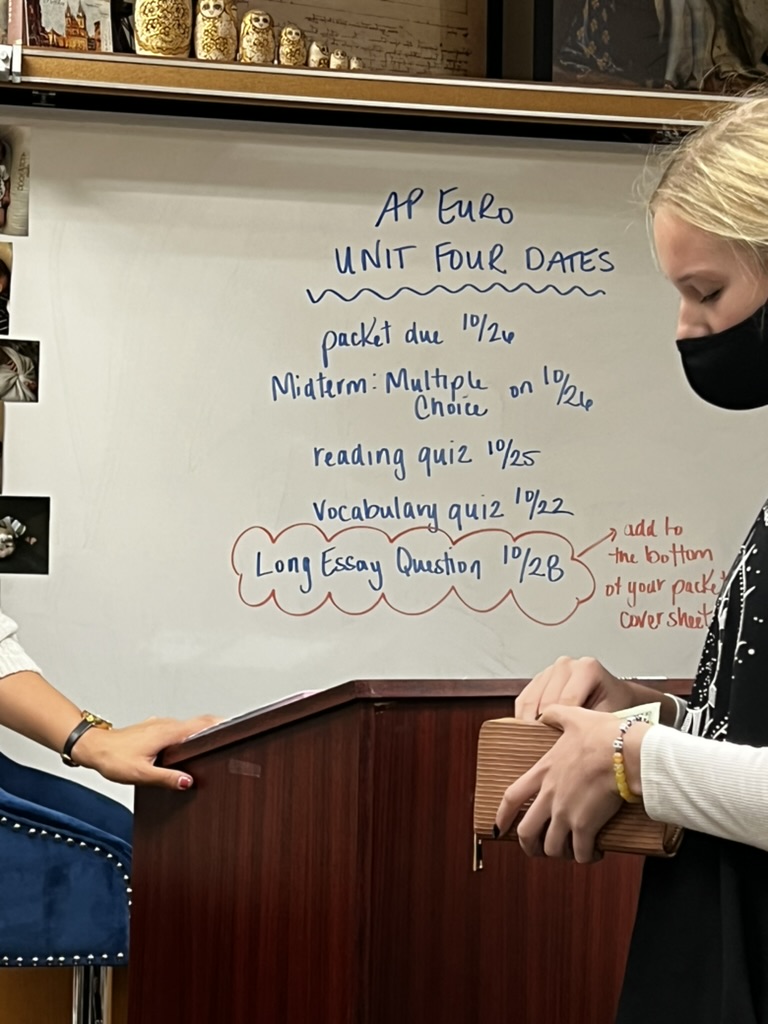 AP EURO
UNIT FOUR DATES
packet due 10/26
Midterm: Multiple Choice on 10/26
reading quiz 10/25
vocabulary quiz 10/22
Long Essay Question 10/28
add to
the bottom
of your packet
cover sheet